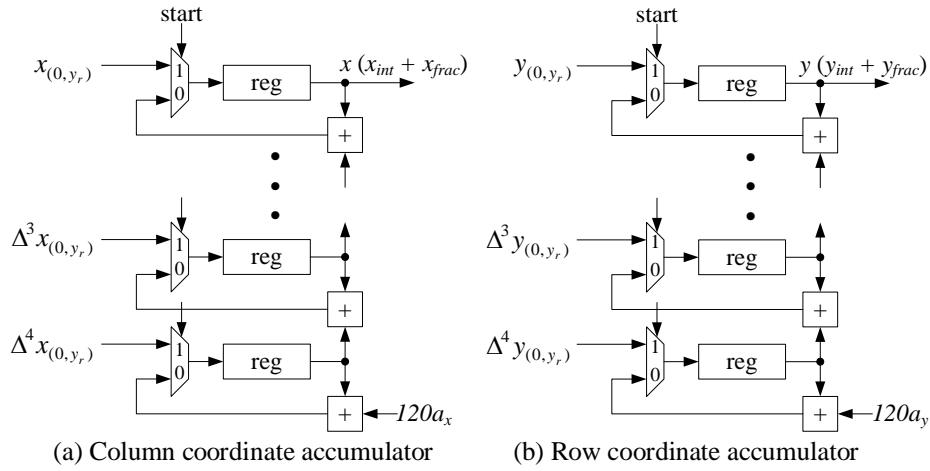 start
x(0, yr)
1
0
reg
x (xint + xfrac)
+
Δ³x(0, yr)
1
0
reg
+
Δ⁴x(0, yr)
1
0
reg
+
120ax
(a) Column coordinate accumulator
start
y(0, yr)
1
0
reg
y (yint + yfrac)
+
Δ³y(0, yr)
1
0
reg
+
Δ⁴y(0, yr)
1
0
reg
+
120ay
(b) Row coordinate accumulator